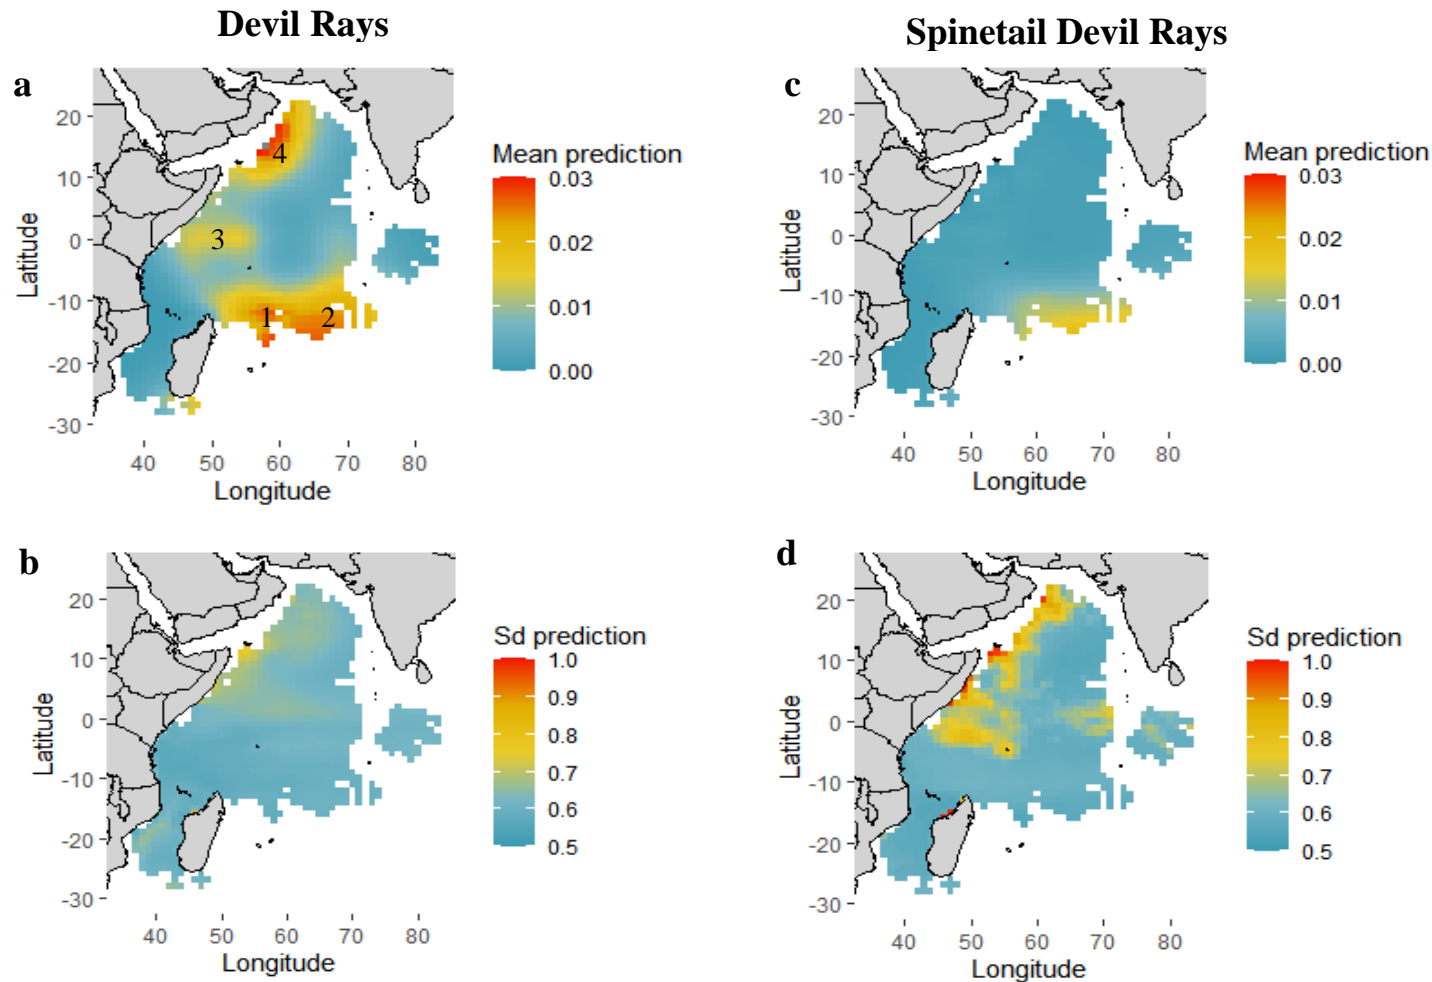 Devil Rays
Spinetail Devil Rays
a
20
10
0
-10
-20
-30
Latitude
40 50 60 70 80
Longitude
4
3
1 2
Mean prediction
0.03
0.02
0.01
0.00
c
20
10
0
-10
-20
-30
Latitude
40 50 60 70 80
Longitude
Mean prediction
0.03
0.02
0.01
0.00
b
20
10
0
-10
-20
-30
Latitude
40 50 60 70 80
Longitude
Sd prediction
1.0
0.9
0.8
0.7
0.6
0.5
d
20
10
0
-10
-20
-30
Latitude
40 50 60 70 80
Longitude
Sd prediction
1.0
0.9
0.8
0.7
0.6
0.5